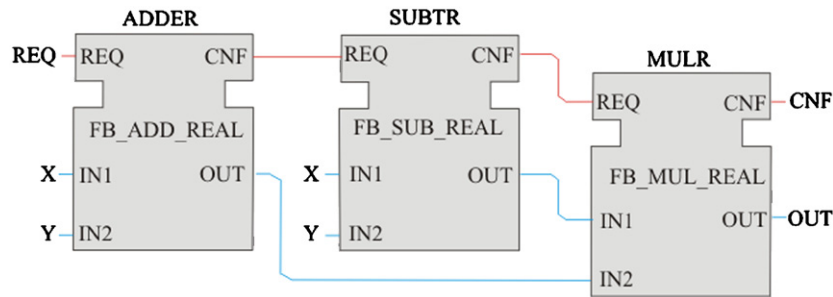 ADDER
SUBTR
MULR
REQ
REQ CNF
REQ CNF
REQ CNF
CNF
FB_ADD_REAL
FB_SUB_REAL
FB_MUL_REAL
X
IN1 OUT
X
IN1 OUT
IN1 OUT
OUT
Y
IN2
Y
IN2
IN2